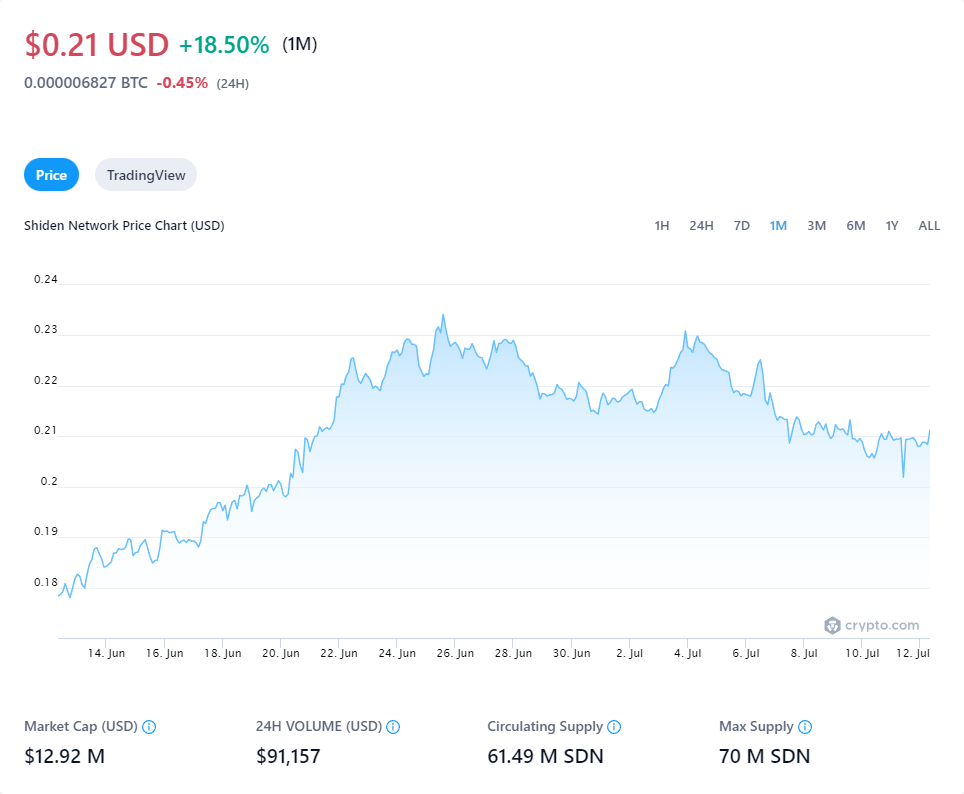 $0.21 USD +18.50% (1M)
0.000006827 BTC -0.45% (24H)
Price TradingView
Shiden Network Price Chart (USD) 1H 24H 7D 1M 3M 6M 1Y ALL
0.24
0.23
0.22
0.21
0.2
0.19
0.18
crypto.com
14. Jun 16. Jun 18. Jun 20. Jun 22. Jun 24. Jun 26. Jun 28. Jun 30. Jun 2. Jul 4. Jul 6. Jul 8. Jul 10. Jul 12. Jul
Market Cap (USD) 24H VOLUME (USD) Circulating Supply Max Supply
$12.92 M $91,157 61.49 M SDN 70 M SDN